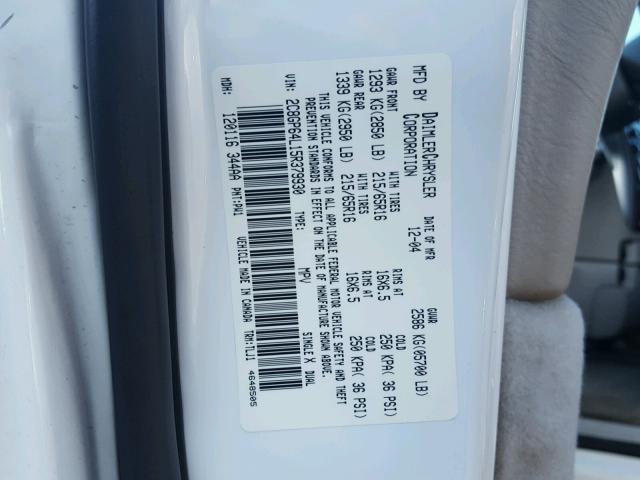 MFD BY DAIMLERCHRYSLER CORPORATION DATE OF MFR 12-04 GVWR 2586 KG(05700 LB)
GAWR FRONT 1293 KG(2850 LB) WITH TIRES 215/65R16 RIMS AT 16X6.5 COLD 250 KPA( 36 PSI)
GAWR REAR 1339 KG(2950 LB) WITH TIRES 215/65R16 RIMS AT 16X6.5 COLD 250 KPA( 36 PSI)
THIS VEHICLE CONFORMS TO ALL APPLICABLE FEDERAL MOTOR VEHICLE SAFETY AND THEFT
PREVENTION STANDARDS IN EFFECT ON THE DATE OF MANUFACTURE SHOWN ABOVE.
VIN: 2C8GP64L15R379930 TYPE: MPV SINGLE X DUAL
MDH: 120116 344AA PNT:PW1 VEHICLE MADE IN CANADA TRM:TLJ1 4648505